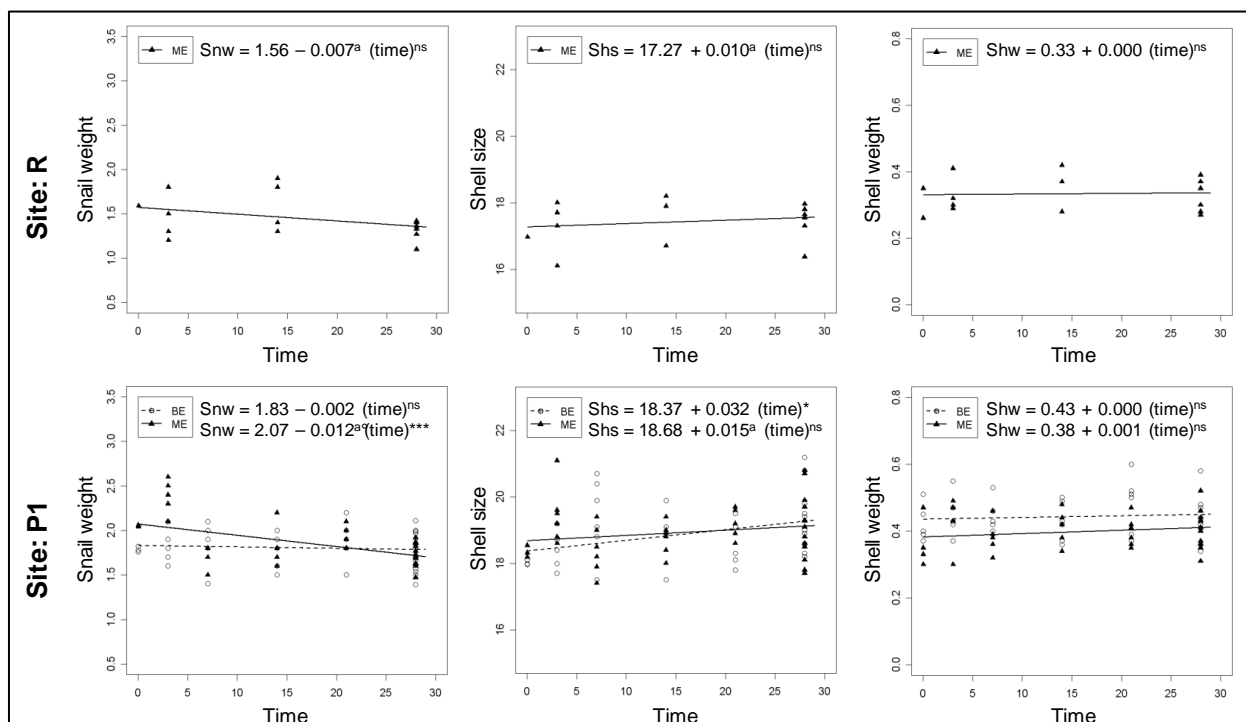 Site: R
ME Snw = 1.56 − 0.007ᵃ (time)ⁿˢ
Snail weight
3.5
3.0
2.5
2.0
1.5
1.0
0.5
0 5 10 15 20 25 30
Time
ME Shs = 17.27 + 0.010ᵃ (time)ⁿˢ
Shell size
22
20
18
16
0 5 10 15 20 25 30
Time
ME Shw = 0.33 + 0.000 (time)ⁿˢ
Shell weight
0.8
0.6
0.4
0.2
0.0
0 5 10 15 20 25 30
Time
Site: P1
BE Snw = 1.83 − 0.002 (time)ⁿˢ
ME Snw = 2.07 − 0.012 (time)***
Snail weight
3.5
3.0
2.5
2.0
1.5
1.0
0.5
0 5 10 15 20 25 30
Time
BE Shs = 18.37 + 0.032 (time)*
ME Shs = 18.68 + 0.015ᵃ (time)ⁿˢ
Shell size
22
20
18
16
0 5 10 15 20 25 30
Time
BE Shw = 0.43 + 0.000 (time)ⁿˢ
ME Shw = 0.38 + 0.001 (time)ⁿˢ
Shell weight
0.8
0.6
0.4
0.2
0.0
0 5 10 15 20 25 30
Time